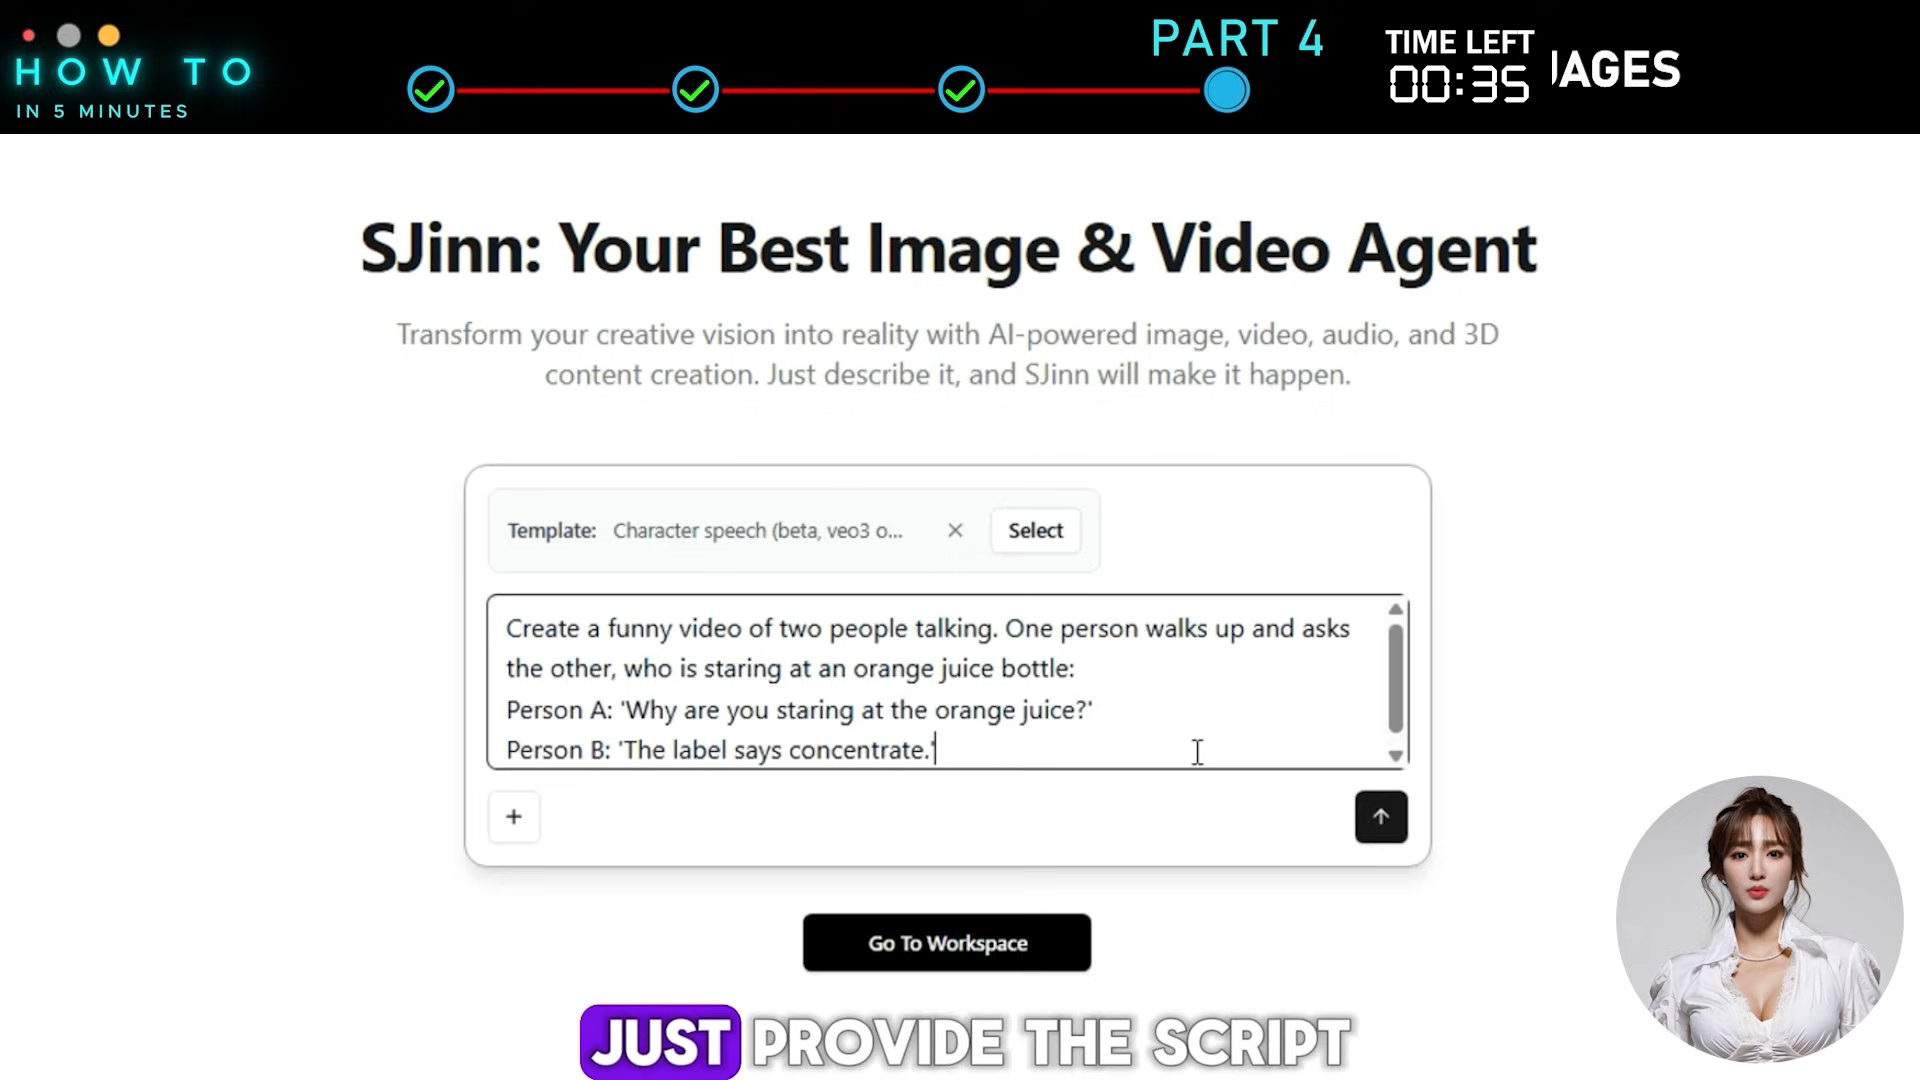 HOW TO
IN 5 MINUTES
PART 4
TIME LEFT
00:35
AGES
SJinn: Your Best Image & Video Agent
Transform your creative vision into reality with AI-powered image, video, audio, and 3D
content creation. Just describe it, and SJinn will make it happen.
Template: Character speech (beta, veo3 o... × Select
Create a funny video of two people talking. One person walks up and asks
the other, who is staring at an orange juice bottle:
Person A: 'Why are you staring at the orange juice?'
Person B: 'The label says concentrate.'
+
Go To Workspace
JUST PROVIDE THE SCRIPT